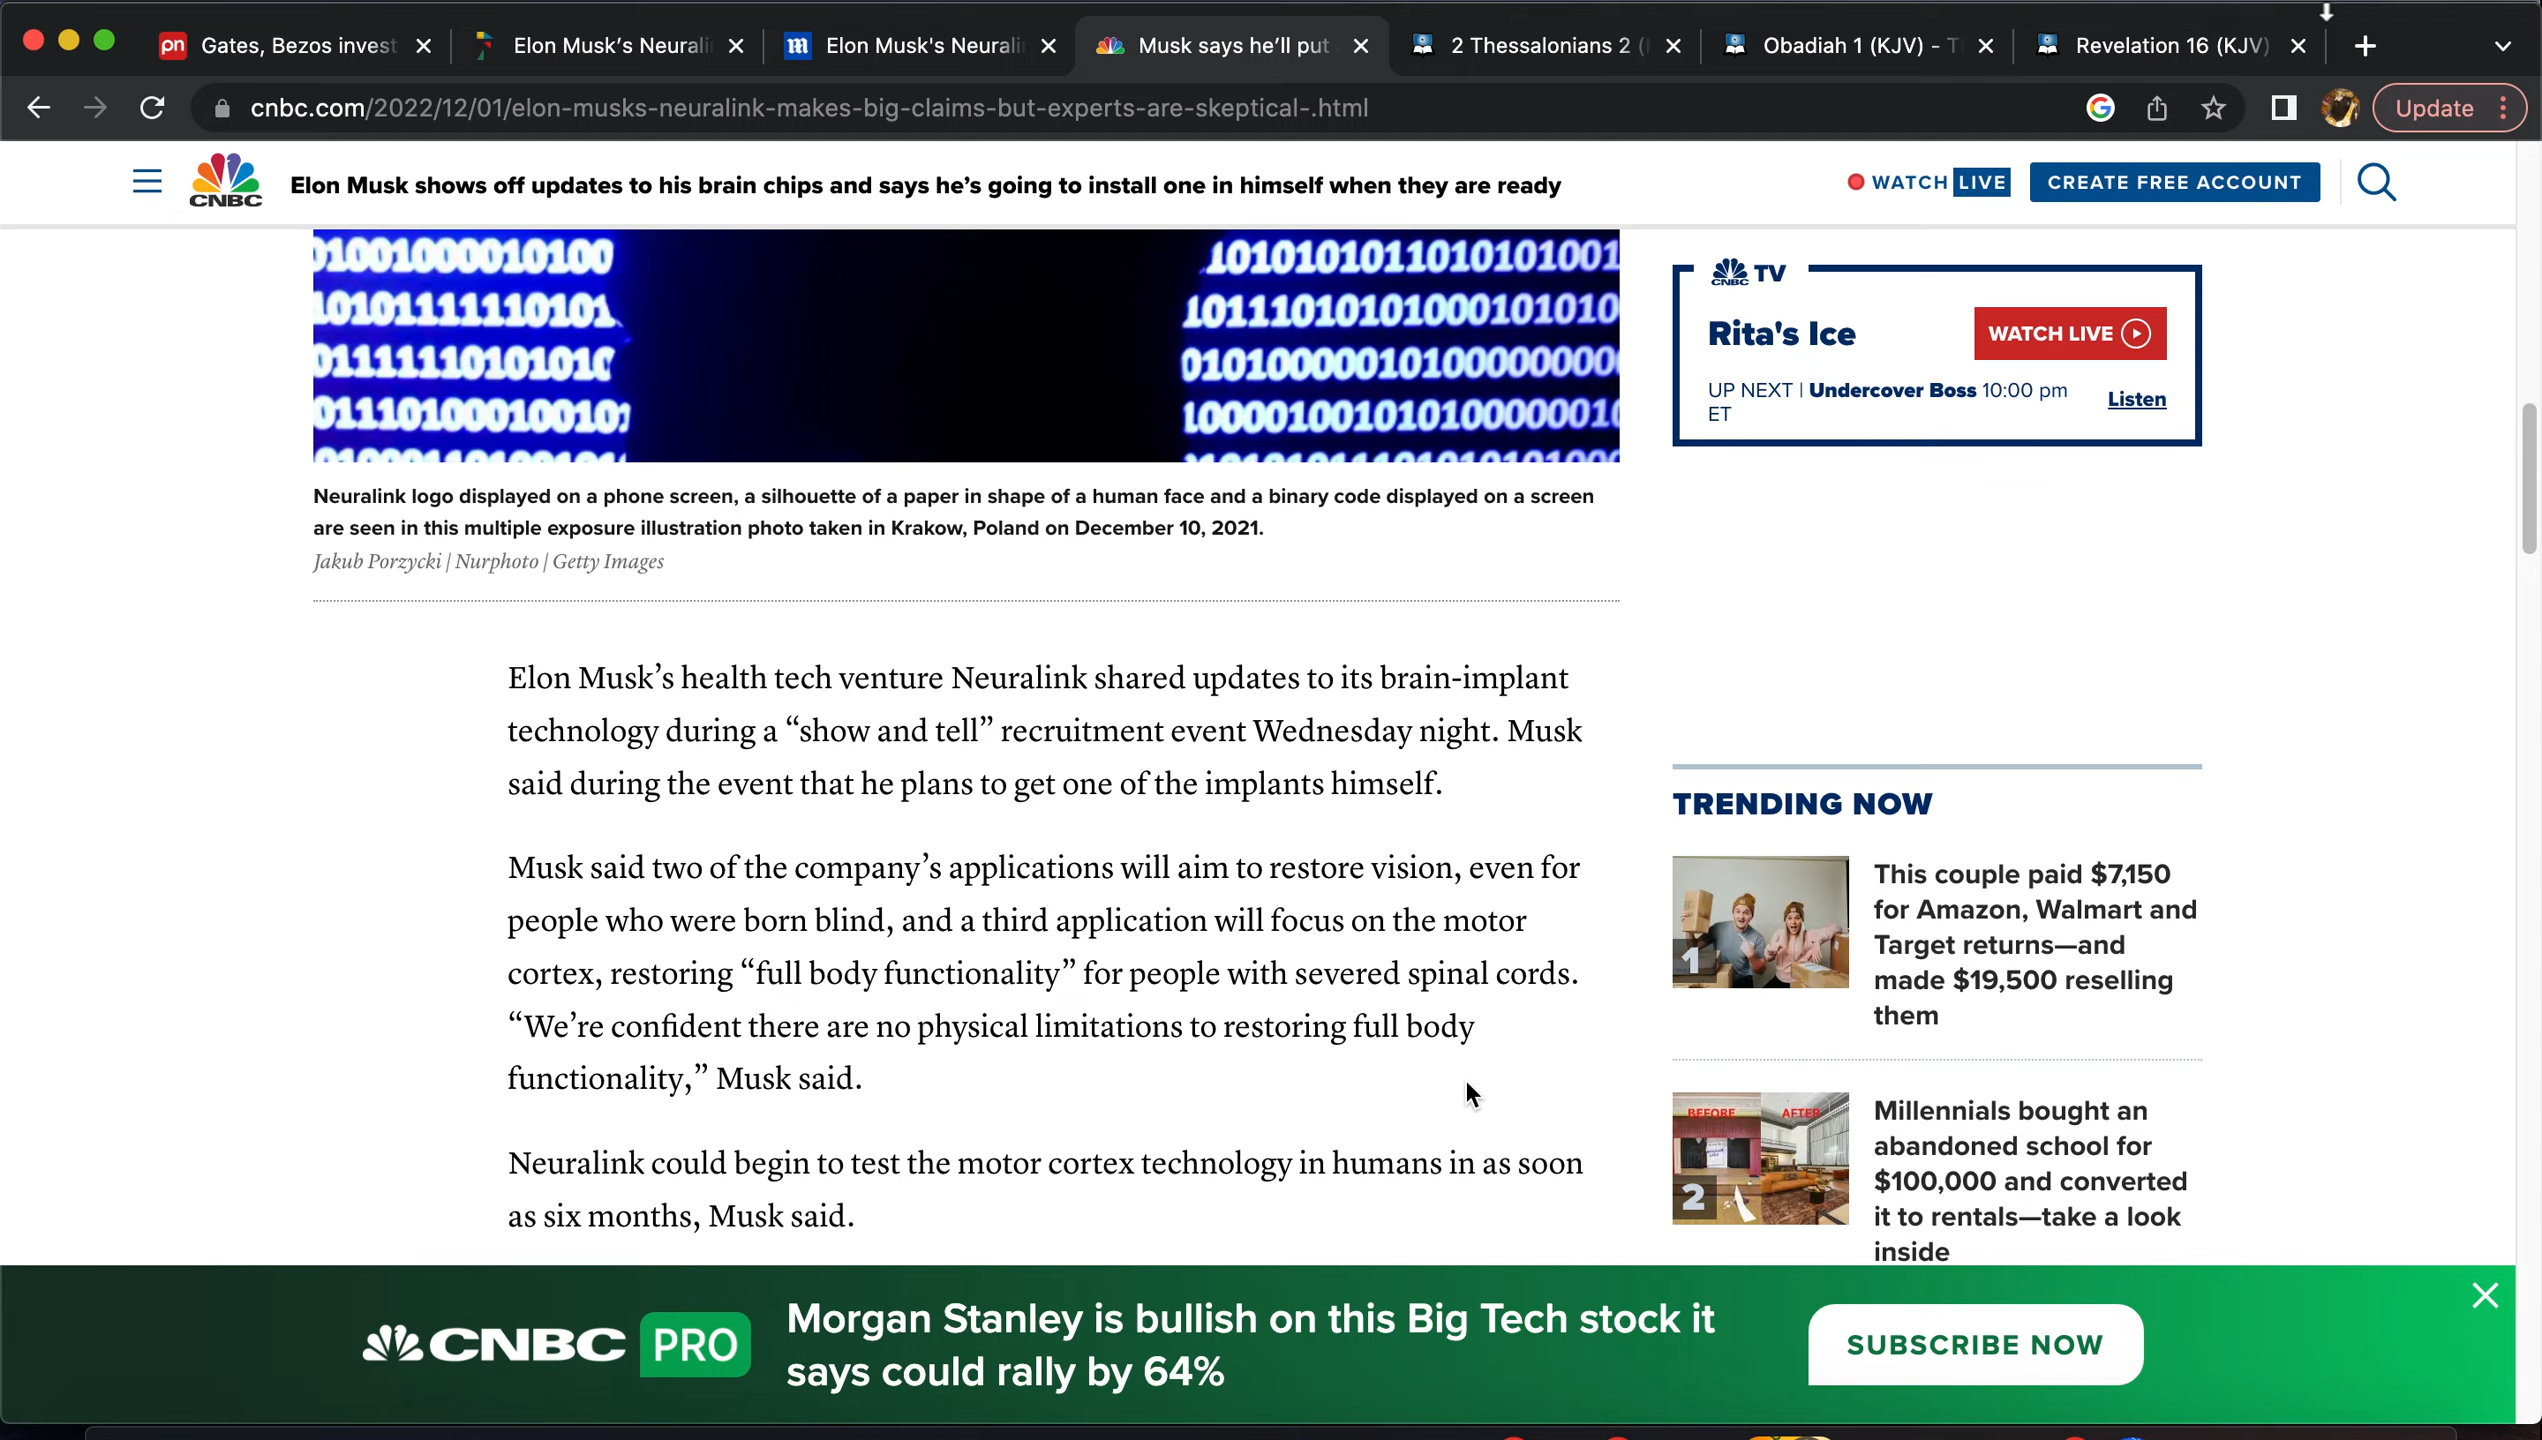 pn Gates, Bezos invest
Elon Musk’s Neurali
m Elon Musk's Neurali
Musk says he’ll put
2 Thessalonians 2 (
Obadiah 1 (KJV) - T
Revelation 16 (KJV)
cnbc.com/2022/12/01/elon-musks-neuralink-makes-big-claims-but-experts-are-skeptical-.html
G
Update
CNBC
Elon Musk shows off updates to his brain chips and says he’s going to install one in himself when they are ready
WATCH LIVE
CREATE FREE ACCOUNT
Neuralink logo displayed on a phone screen, a silhouette of a paper in shape of a human face and a binary code displayed on a screen
are seen in this multiple exposure illustration photo taken in Krakow, Poland on December 10, 2021.
Jakub Porzycki | Nurphoto | Getty Images
Elon Musk’s health tech venture Neuralink shared updates to its brain-implant
technology during a “show and tell” recruitment event Wednesday night. Musk
said during the event that he plans to get one of the implants himself.
Musk said two of the company’s applications will aim to restore vision, even for
people who were born blind, and a third application will focus on the motor
cortex, restoring “full body functionality” for people with severed spinal cords.
“We’re confident there are no physical limitations to restoring full body
functionality,” Musk said.
Neuralink could begin to test the motor cortex technology in humans in as soon
as six months, Musk said.
CNBC TV
Rita's Ice
WATCH LIVE
UP NEXT | Undercover Boss 10:00 pm
ET
Listen
TRENDING NOW
1
This couple paid $7,150
for Amazon, Walmart and
Target returns—and
made $19,500 reselling
them
BEFORE AFTER
2
Millennials bought an
abandoned school for
$100,000 and converted
it to rentals—take a look
inside
CNBC PRO
Morgan Stanley is bullish on this Big Tech stock it
says could rally by 64%
SUBSCRIBE NOW